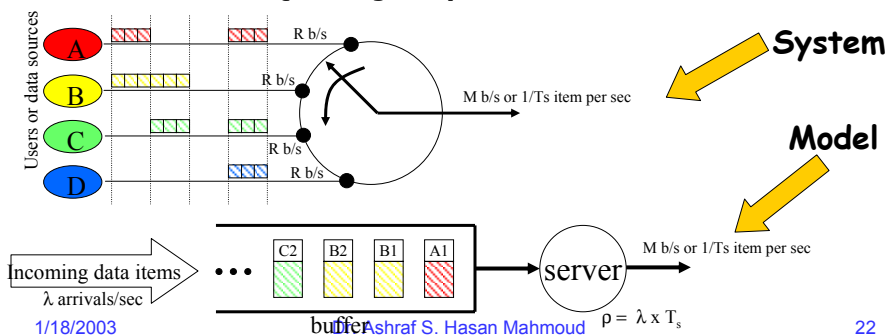 Users or data sources
A
R b/s
B
R b/s
C
R b/s
D
R b/s
M b/s or 1/Ts item per sec
System
Model
Incoming data items
λ arrivals/sec
•••
C2
B2
B1
A1
buffer
server
M b/s or 1/Ts item per sec
ρ = λ x Ts
1/18/2003
Dr. Ashraf S. Hasan Mahmoud
22